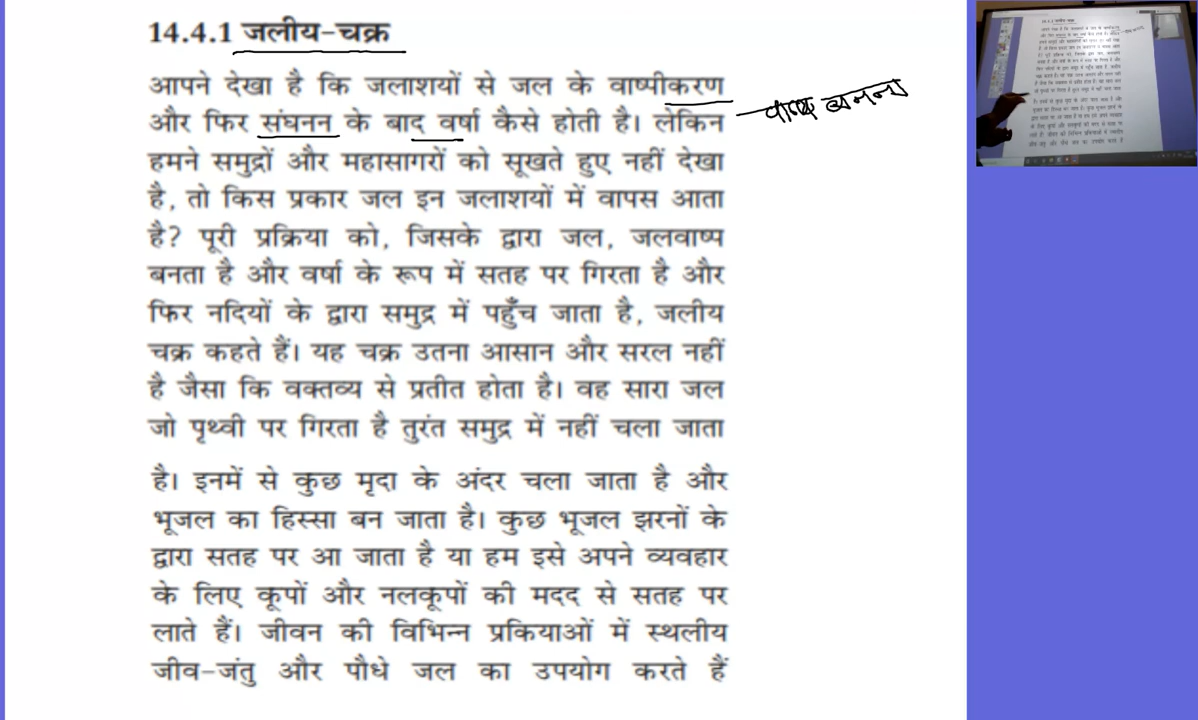 14.4.1 जलीय-चक्र
आपने देखा है कि जलाशयों से जल के वाष्पीकरण
और फिर संघनन के बाद वर्षा कैसे होती है। लेकिन
वाष्प बनना
हमने समुद्रों और महासागरों को सूखते हुए नहीं देखा
है, तो किस प्रकार जल इन जलाशयों में वापस आता
है? पूरी प्रक्रिया को, जिसके द्वारा जल, जलवाष्प
बनता है और वर्षा के रूप में सतह पर गिरता है और
फिर नदियों के द्वारा समुद्र में पहुँच जाता है, जलीय
चक्र कहते हैं। यह चक्र उतना आसान और सरल नहीं
है जैसा कि वक्तव्य से प्रतीत होता है। वह सारा जल
जो पृथ्वी पर गिरता है तुरंत समुद्र में नहीं चला जाता
है। इनमें से कुछ मृदा के अंदर चला जाता है और
भूजल का हिस्सा बन जाता है। कुछ भूजल झरनों के
द्वारा सतह पर आ जाता है या हम इसे अपने व्यवहार
के लिए कूपों और नलकूपों की मदद से सतह पर
लाते हैं। जीवन की विभिन्न प्रकियाओं में स्थलीय
जीव-जंतु और पौधे जल का उपयोग करते हैं